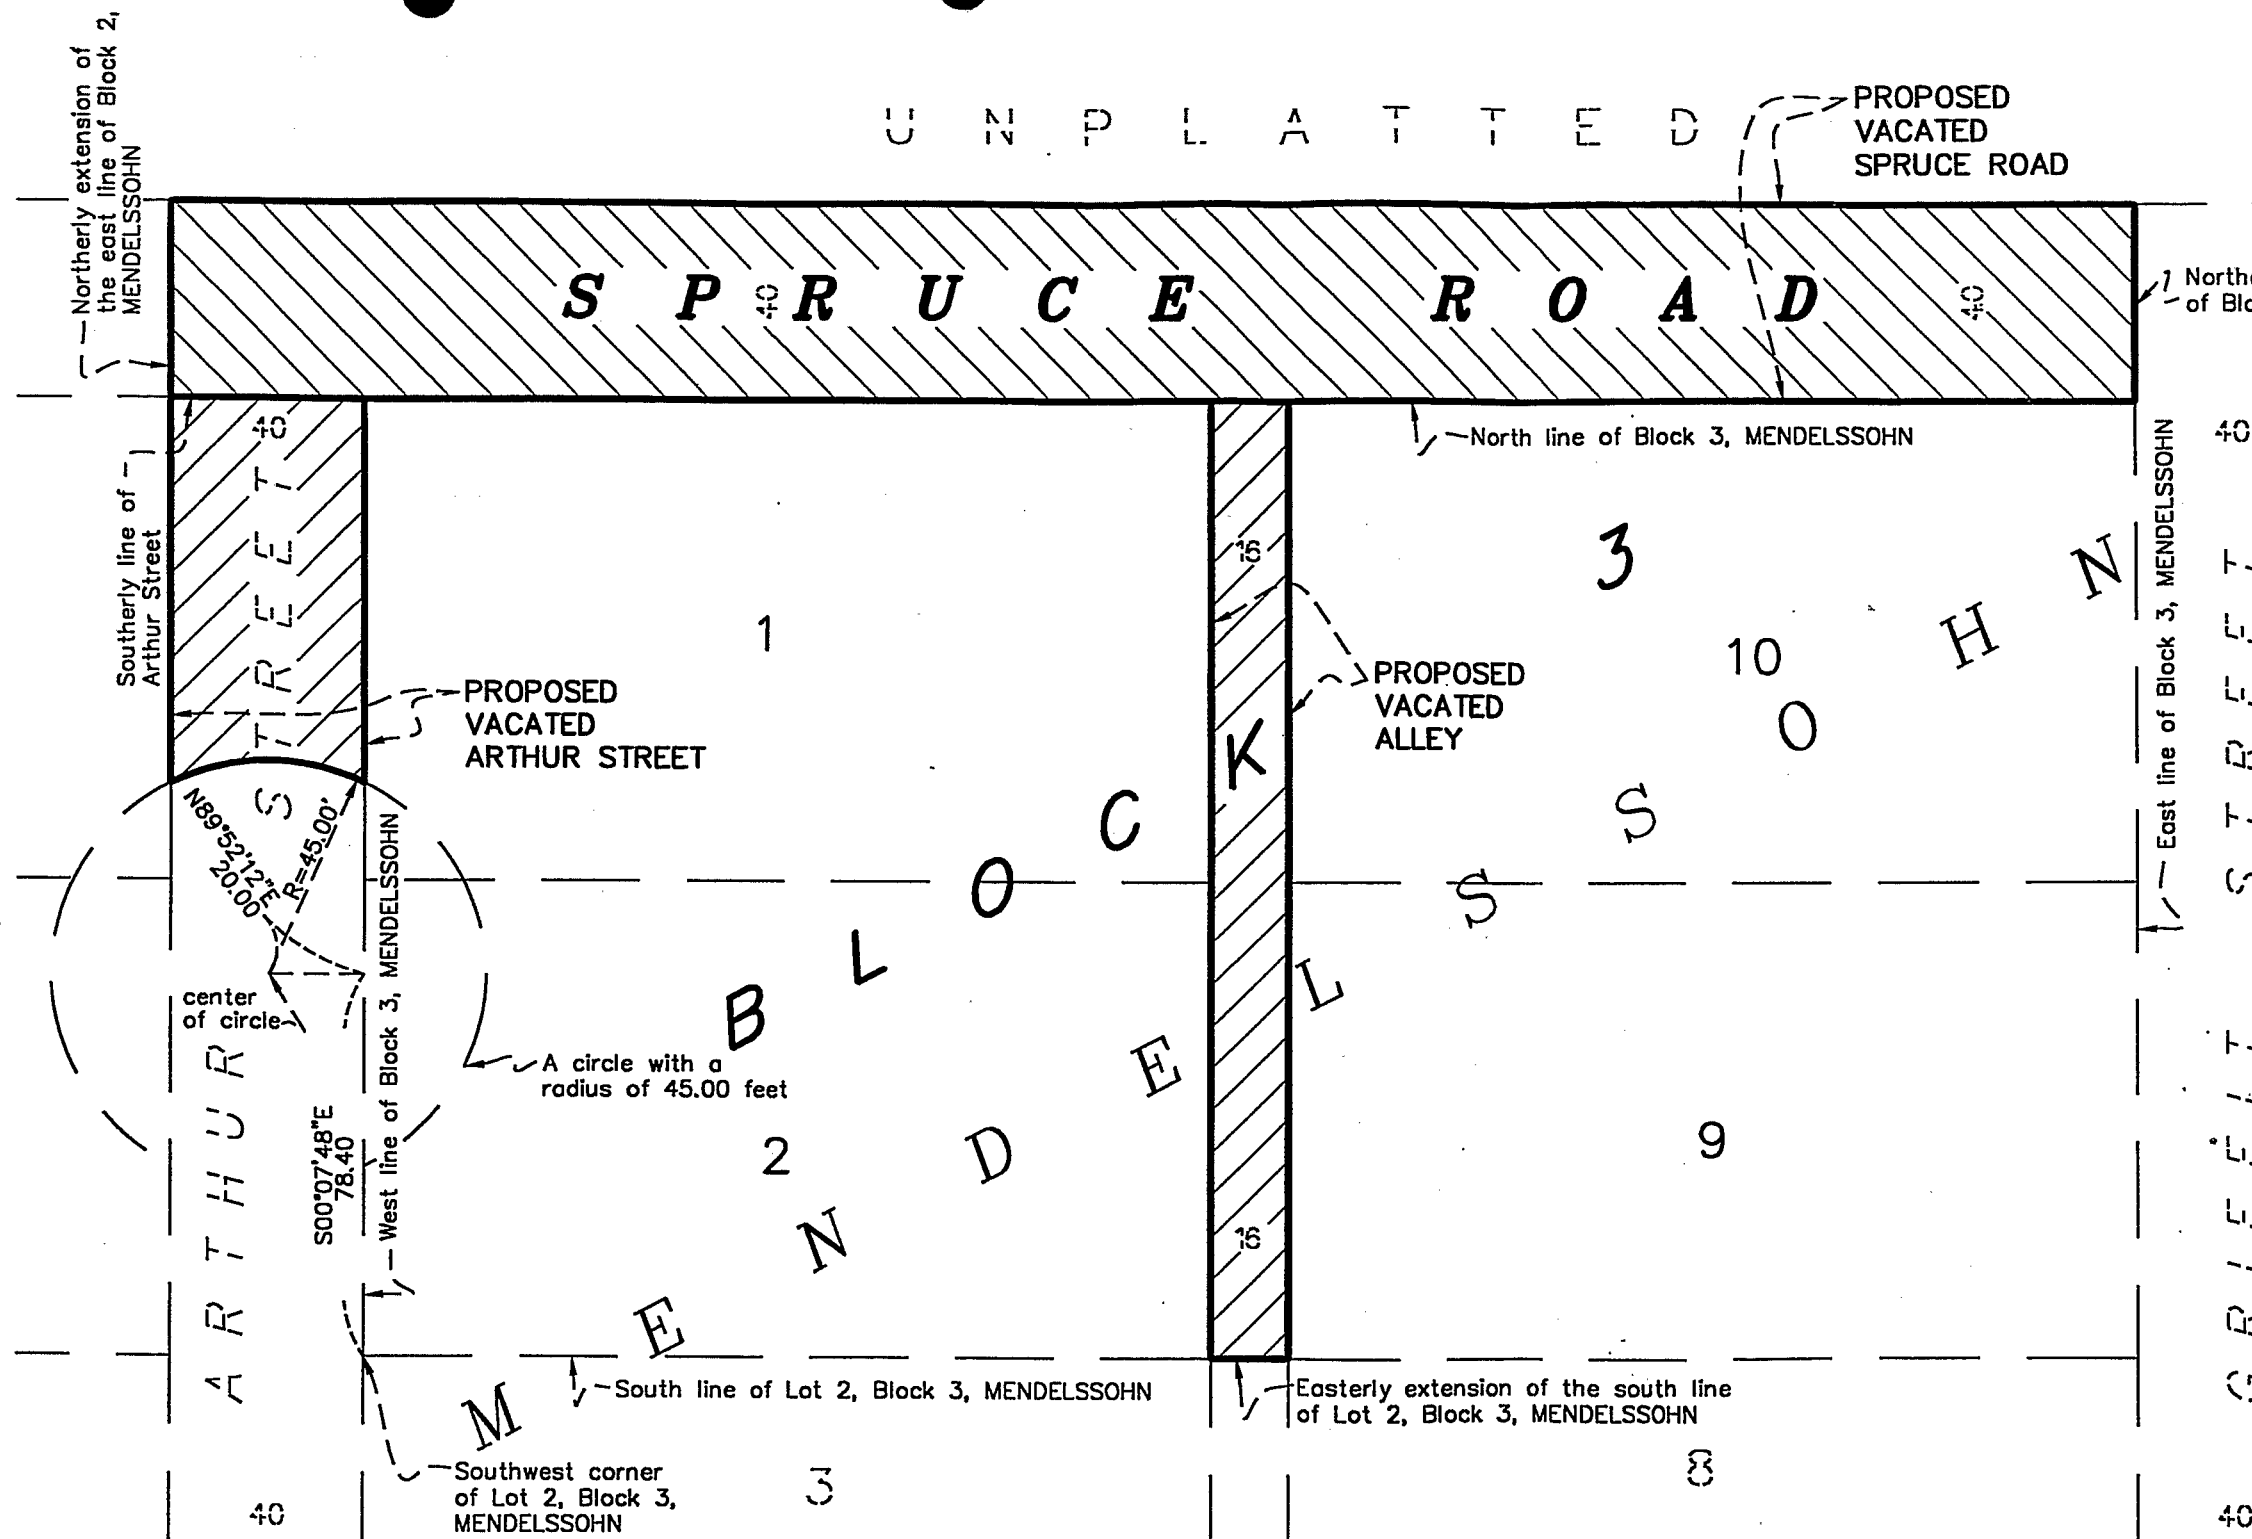 Northerly extension of
the east line of Block 2,
MENDELSSOHN
UNPLATTED
PROPOSED
VACATED
SPRUCE ROAD
SPRUCE ROAD
40
40
North line of Block 3, MENDELSSOHN
Southerly line of
Arthur Street
40
STREET
ARTHUR
PROPOSED
VACATED
ARTHUR STREET
1
3
10
PROPOSED
VACATED
ALLEY
BLOCK
MENDELSSOHN
N89°52'12"E
20.00
R=45.00'
center
of circle
A circle with a
radius of 45.00 feet
West line of Block 3, MENDELSSOHN
S00°07'48"E
78.40
2
9
East line of Block 3, MENDELSSOHN
40
STREET
South line of Lot 2, Block 3, MENDELSSOHN
Easterly extension of the south line
of Lot 2, Block 3, MENDELSSOHN
Southwest corner
of Lot 2, Block 3,
MENDELSSOHN
3
8
40
40